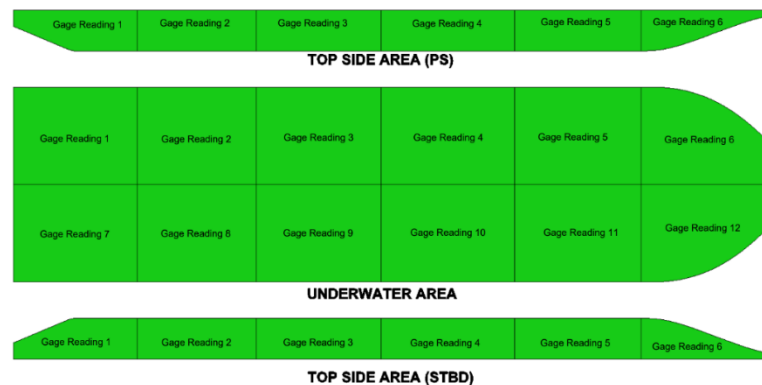 Gage Reading 1
Gage Reading 2
Gage Reading 3
Gage Reading 4
Gage Reading 5
Gage Reading 6
TOP SIDE AREA (PS)
Gage Reading 1
Gage Reading 2
Gage Reading 3
Gage Reading 4
Gage Reading 5
Gage Reading 6
Gage Reading 7
Gage Reading 8
Gage Reading 9
Gage Reading 10
Gage Reading 11
Gage Reading 12
UNDERWATER AREA
Gage Reading 1
Gage Reading 2
Gage Reading 3
Gage Reading 4
Gage Reading 5
Gage Reading 6
TOP SIDE AREA (STBD)